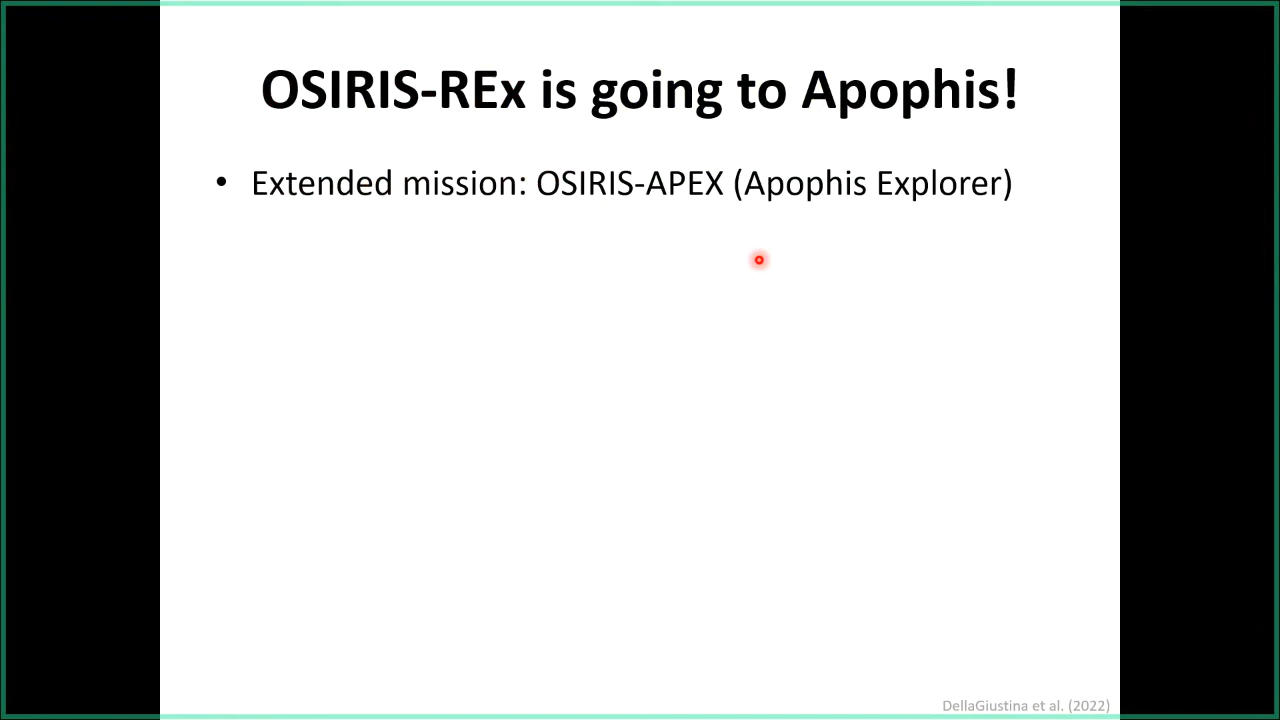 OSIRIS-REx is going to Apophis!
• Extended mission: OSIRIS-APEX (Apophis Explorer)
DellaGiustina et al. (2022)